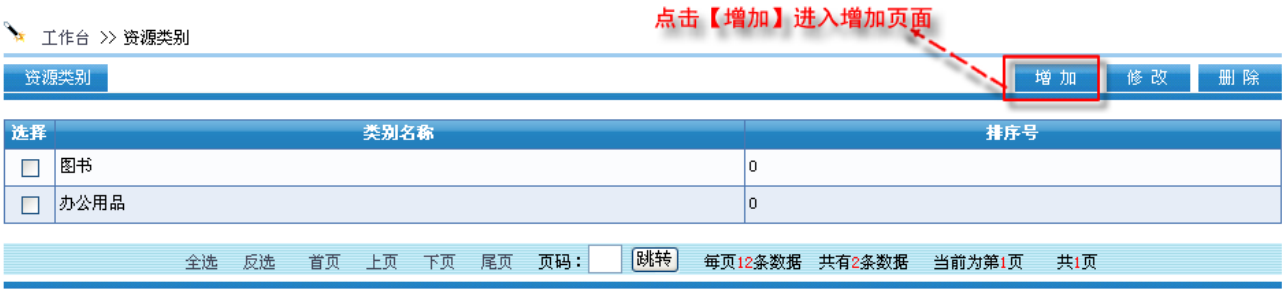 点击【增加】进入增加页面
工作台 >> 资源类别
资源类别 增 加 修 改 删 除
选择 类别名称 排序号
图书 0
办公用品 0
全选 反选 首页 上页 下页 尾页 页码： 跳转 每页12条数据 共有2条数据 当前为第1页 共1页